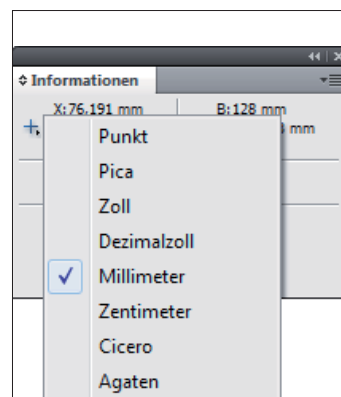 Informationen
X: 76,191 mm B: 128 mm
mm
Punkt
Pica
Zoll
Dezimalzoll
Millimeter
Zentimeter
Cicero
Agaten